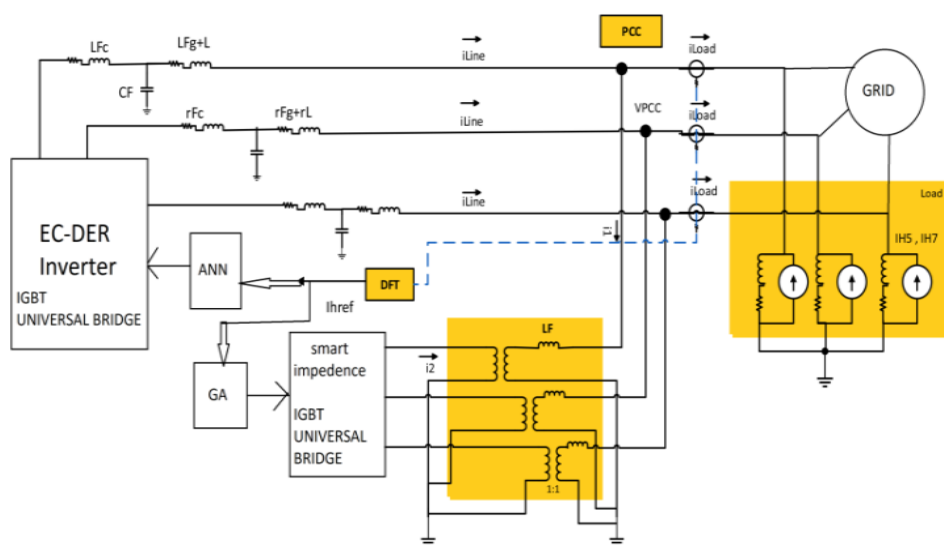 PCC
LFc
LFg+L
iLine
iLoad
CF
GRID
rFc
rFg+rL
iLine
VPCC
iLoad
iLine
iLoad
Load
EC-DER
Inverter
IGBT
UNIVERSAL BRIDGE
ANN
DFT
i1
IH5 , IH7
Ihref
LF
smart
impedence
IGBT
UNIVERSAL
BRIDGE
i2
GA
1:1